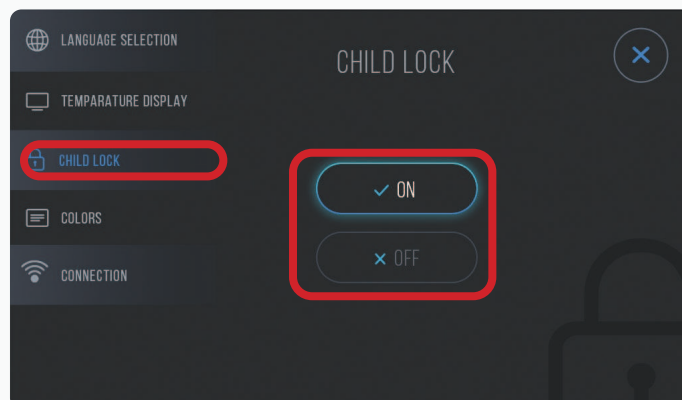 LANGUAGE SELECTION
TEMPARATURE DISPLAY
CHILD LOCK
COLORS
CONNECTION
CHILD LOCK
ON
OFF